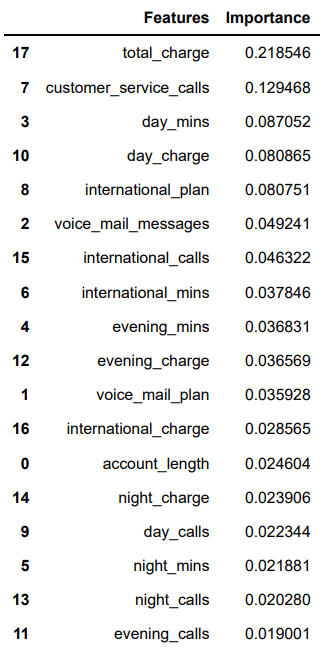 Features Importance
17 total_charge 0.218546
7 customer_service_calls 0.129468
3 day_mins 0.087052
10 day_charge 0.080865
8 international_plan 0.080751
2 voice_mail_messages 0.049241
15 international_calls 0.046322
6 international_mins 0.037846
4 evening_mins 0.036831
12 evening_charge 0.036569
1 voice_mail_plan 0.035928
16 international_charge 0.028565
0 account_length 0.024604
14 night_charge 0.023906
9 day_calls 0.022344
5 night_mins 0.021881
13 night_calls 0.020280
11 evening_calls 0.019001